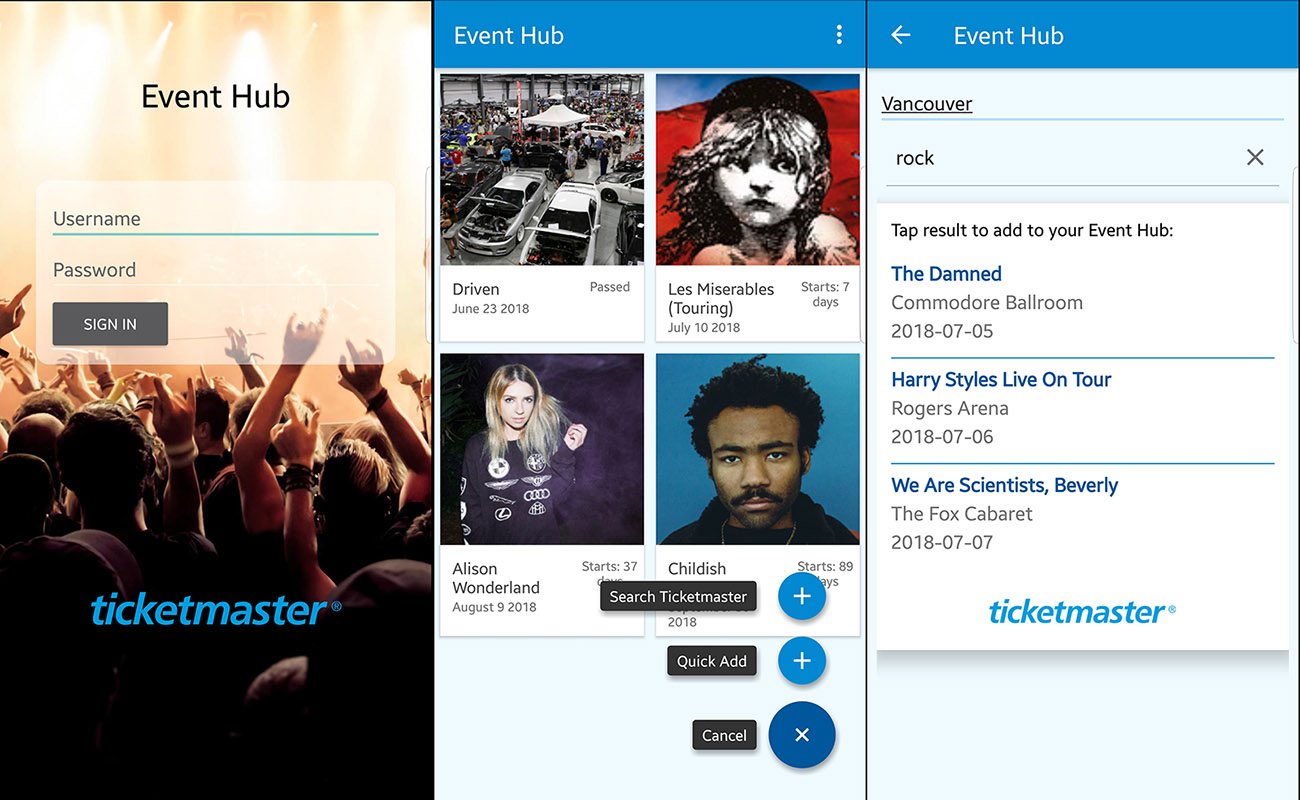 Event Hub
Username
Password
SIGN IN
ticketmaster®
Event Hub
Driven
Passed
June 23 2018
Les Miserables
(Touring)
Starts: 7
days
July 10 2018
Alison
Wonderland
Starts: 37
days
August 9 2018
Childish
Starts: 89
days
2018
Search Ticketmaster
Quick Add
Cancel
Event Hub
Vancouver
rock
Tap result to add to your Event Hub:
The Damned
Commodore Ballroom
2018-07-05
Harry Styles Live On Tour
Rogers Arena
2018-07-06
We Are Scientists, Beverly
The Fox Cabaret
2018-07-07
ticketmaster®